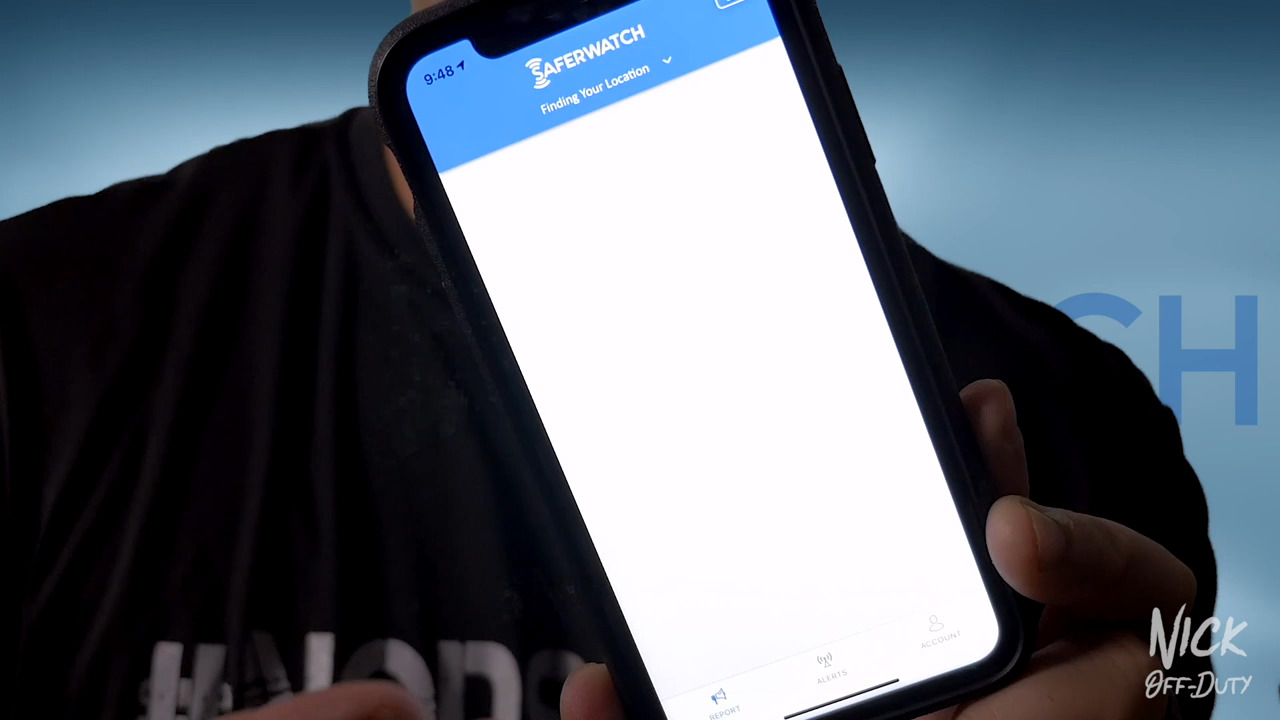 9:48
SAFERWATCH
Finding Your Location
CH
REPORT
ALERTS
ACCOUNT
NICK
OFF-DUTY